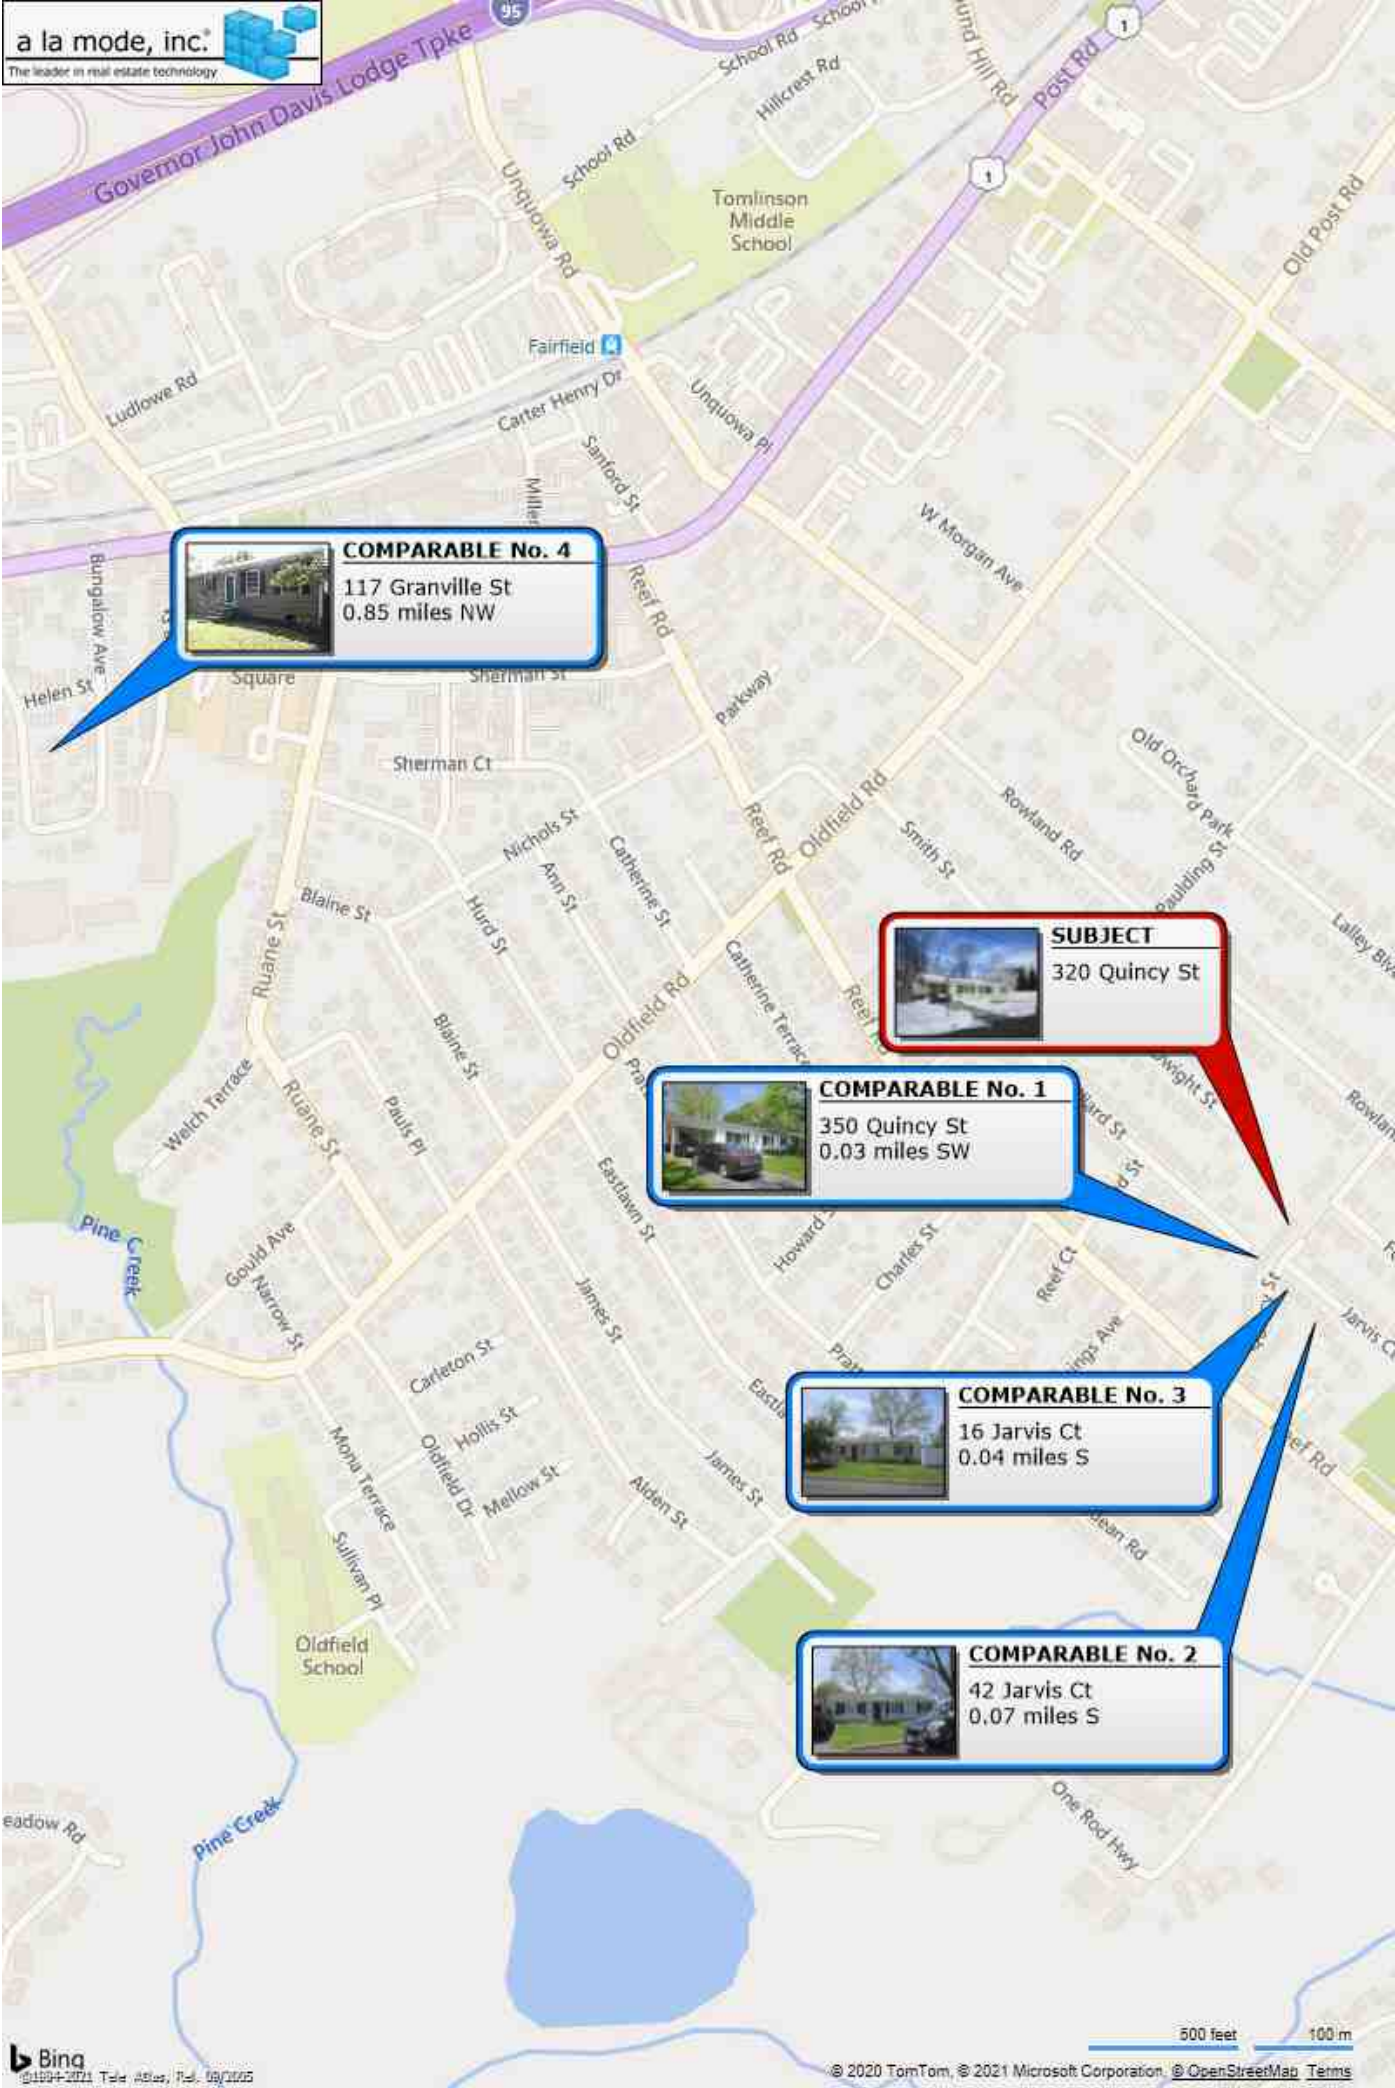 a la mode, inc.
The leader in real estate technology
95
Governor John Davis Lodge Tpke
School Rd
School
Hillcrest Rd
Post Rd
1
1
School Rd
Unquowa Rd
Tomlinson
Middle
School
Old Post Rd
Fairfield
Ludlowe Rd
Carter Henry Dr
Unquowa Pl
Sanford St
W Morgan Ave
COMPARABLE No. 4
117 Granville St
0.85 miles NW
Bungalow Ave
Reef Rd
Helen St
Square
Sherman St
Parkway
Sherman Ct
Old Orchard Park
Nichols St
Reef Rd
Oldfield Rd
Rowland Rd
Smith St
Catherine St
Ann St
Paulding St
Blaine St
Hurd St
Ruane St
SUBJECT
320 Quincy St
Oldfield Rd
Catherine Terrace
Reef Rd
Blaine St
Welch Terrace
Ruane St
Pauls Pl
COMPARABLE No. 1
350 Quincy St
0.03 miles SW
Eastlawn St
Pine Creek
Gould Ave
Narrow St
Charles St
Reef Ct
James St
Carleton St
COMPARABLE No. 3
16 Jarvis Ct
0.04 miles S
Hollis St
Mona Terrace
Oldfield Dr
Mellow St
James St
Alden St
Sullivan Pl
Oldfield
School
COMPARABLE No. 2
42 Jarvis Ct
0.07 miles S
One Rod Hwy
Pine Creek
500 feet
100 m
Bing
© 2020 TomTom, © 2021 Microsoft Corporation, © OpenStreetMap Terms